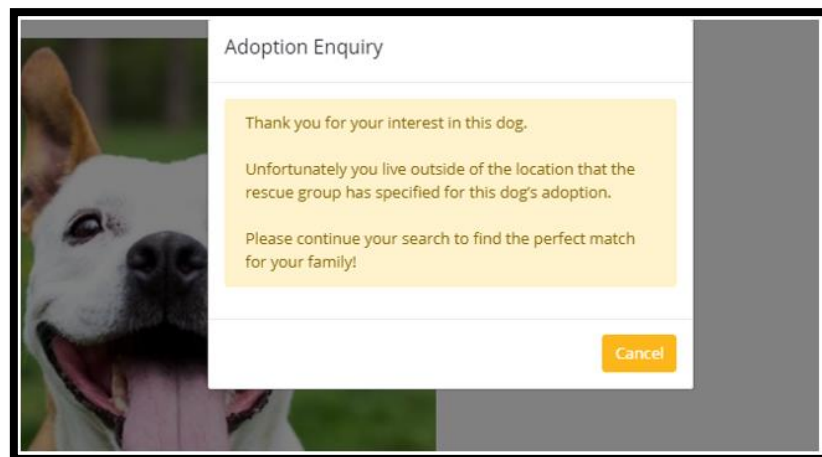 Adoption Enquiry
Thank you for your interest in this dog.
Unfortunately you live outside of the location that the
rescue group has specified for this dog's adoption.
Please continue your search to find the perfect match
for your family!
Cancel